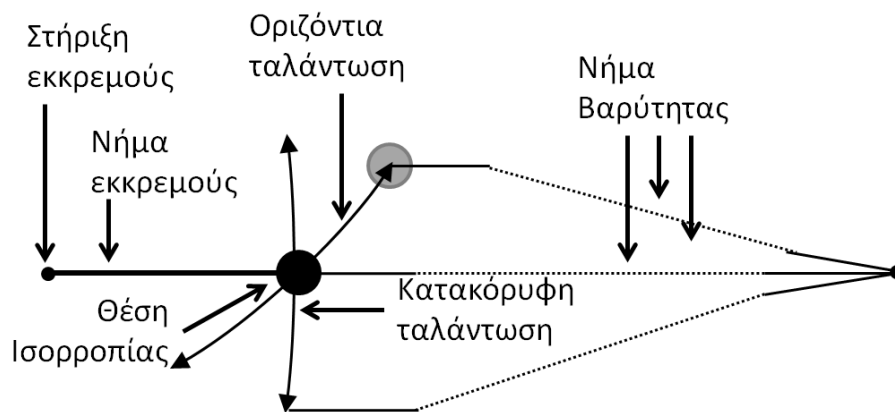 Στήριξη
εκκρεμούς
Οριζόντια
ταλάντωση
Νήμα
Βαρύτητας
Νήμα
εκκρεμούς
Θέση
Ισορροπίας
Κατακόρυφη
ταλάντωση